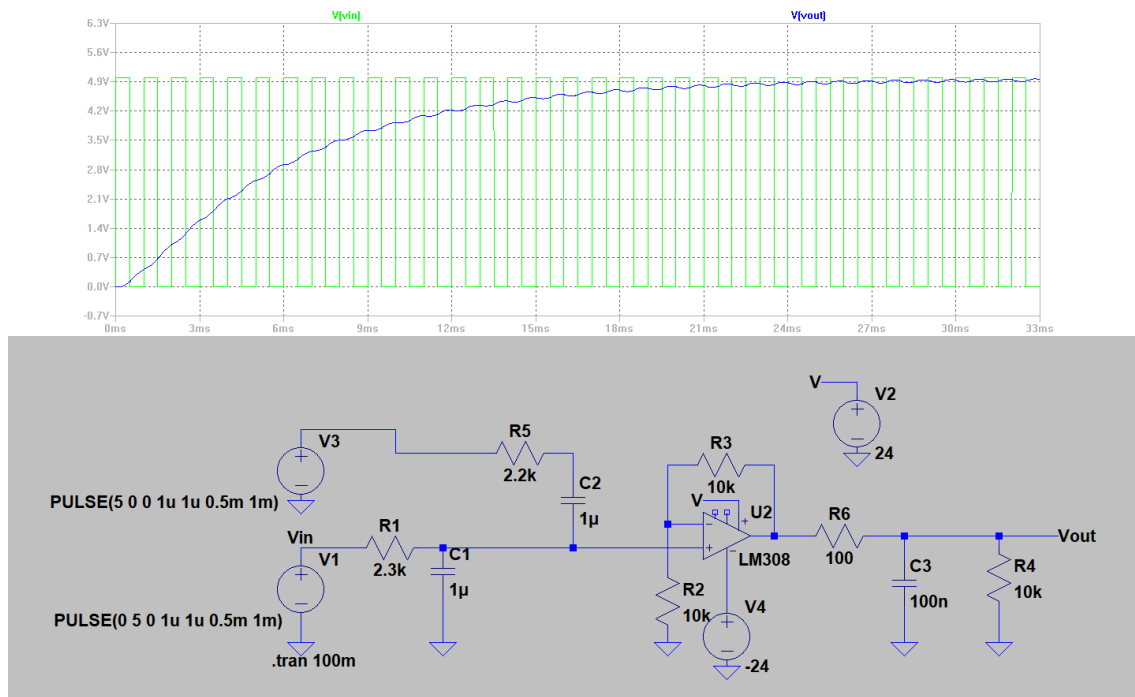 V(vin) V(vout)
6.3V
5.6V
4.9V
4.2V
3.5V
2.8V
2.1V
1.4V
0.7V
0.0V
-0.7V
0ms 3ms 6ms 9ms 12ms 15ms 18ms 21ms 24ms 27ms 30ms 33ms
V
V2
24
V3
PULSE(5 0 0 1u 1u 0.5m 1m)
R5
2.2k
C2
1µ
R3
10k
V
U2
LM308
R6
100
Vout
Vin
V1
R1
2.3k
C1
1µ
PULSE(0 5 0 1u 1u 0.5m 1m)
.tran 100m
R2
10k
V4
-24
C3
100n
R4
10k